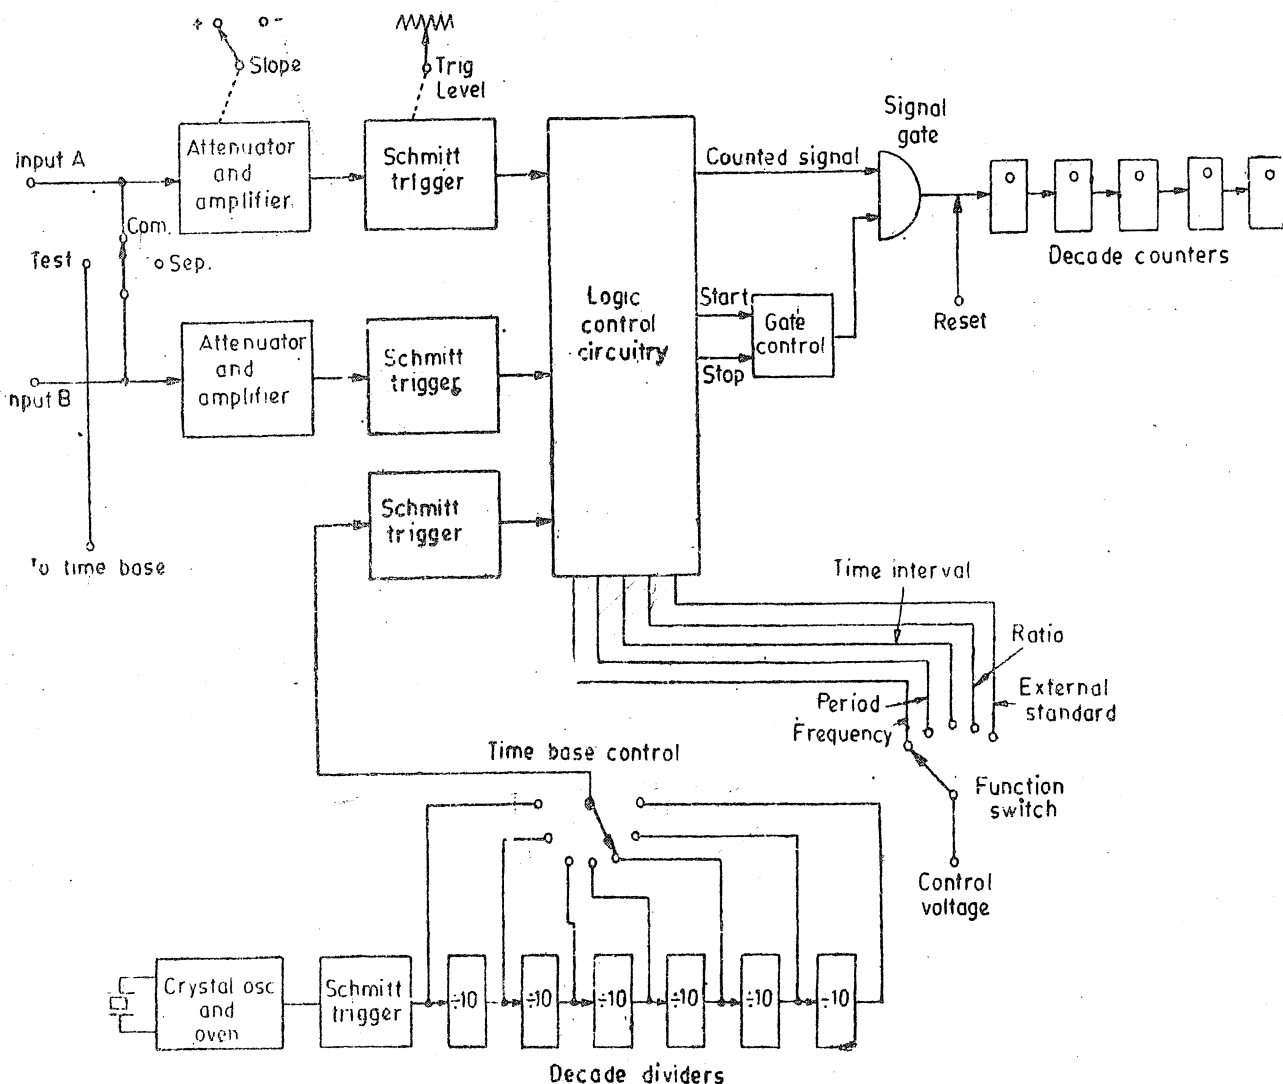 + -
Slope
Trig
Level
Signal
gate
input A
Attenuator
and
amplifier.
Schmitt
trigger
Counted signal
Com.
Test
Sep.
Decade counters
Logic
control
circuitry
Start
Gate
control
Stop
Reset
Attenuator
and
amplifier
Schmitt
trigger
nput B
Schmitt
trigger
To time base
Time interval
Ratio
Period
External
standard
Frequency
Time base control
Function
switch
Control
voltage
Crystal osc
and
oven
Schmitt
trigger
÷10
÷10
÷10
÷10
÷10
÷10
Decade dividers